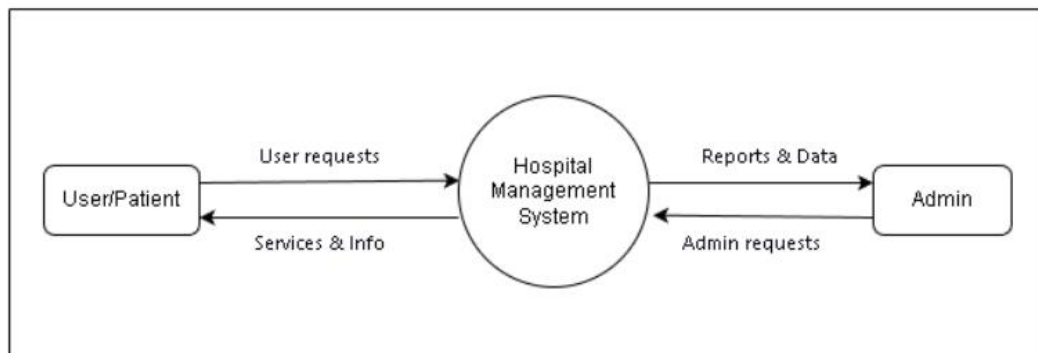 User/Patient
User requests
Services & Info
Hospital
Management
System
Reports & Data
Admin requests
Admin